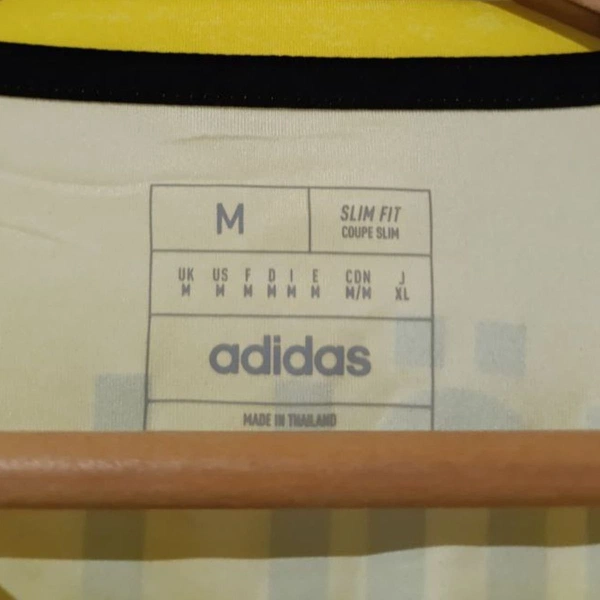 M
SLIM FIT
COUPE SLIM
UK US F D I E CON J
M M M M M M M/M XL
adidas
MADE IN THAILAND